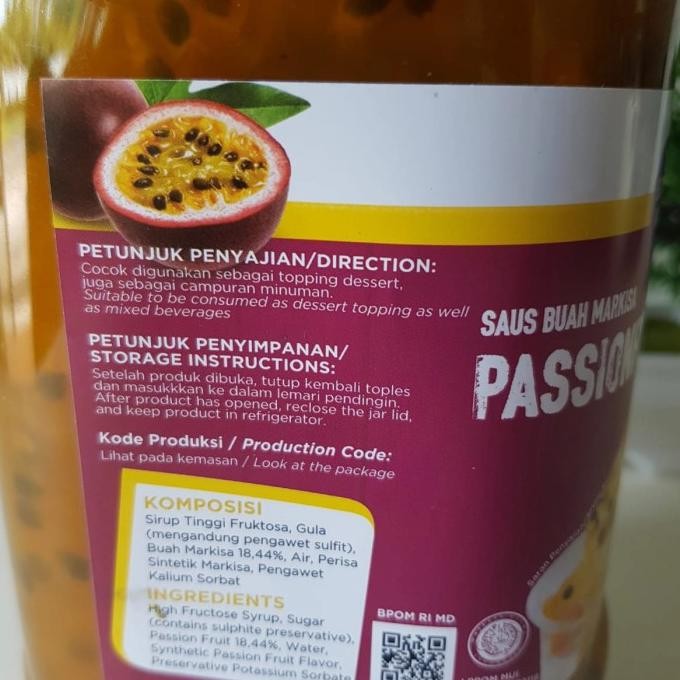 PETUNJUK PENYAJIAN/DIRECTION:
Cocok digunakan sebagai topping dessert,
juga sebagai campuran minuman.
Suitable to be consumed as dessert topping as well
as mixed beverages
PETUNJUK PENYIMPANAN/
STORAGE INSTRUCTIONS:
Setelah produk dibuka, tutup kembali toples
dan masukkkan ke dalam lemari pendingin.
After product has opened, reclose the jar lid,
and keep product in refrigerator.
Kode Produksi / Production Code:
Lihat pada kemasan / Look at the package
KOMPOSISI
Sirup Tinggi Fruktosa, Gula
(mengandung pengawet sulfit),
Buah Markisa 18,44%, Air, Perisa
Sintetik Markisa, Pengawet
Kalium Sorbat
INGREDIENTS
High Fructose Syrup, Sugar
(contains sulphite preservative),
Passion Fruit 18,44%, Water,
Synthetic Passion Fruit Flavor,
Preservative Potassium Sorbate
BPOM RI MD
SAUS BUAH MARKISA
PASSION
Saran